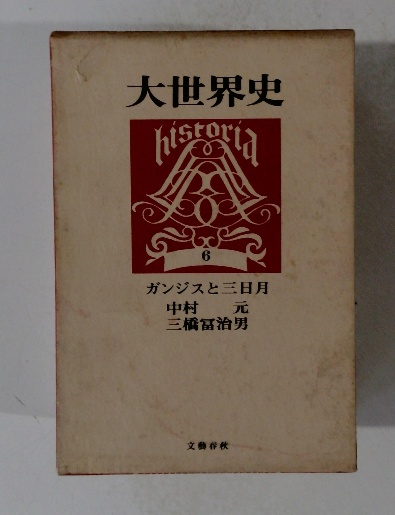 大世界史
historia
6
ガンジスと三日月
中村 元
三橋冨治男
文藝春秋